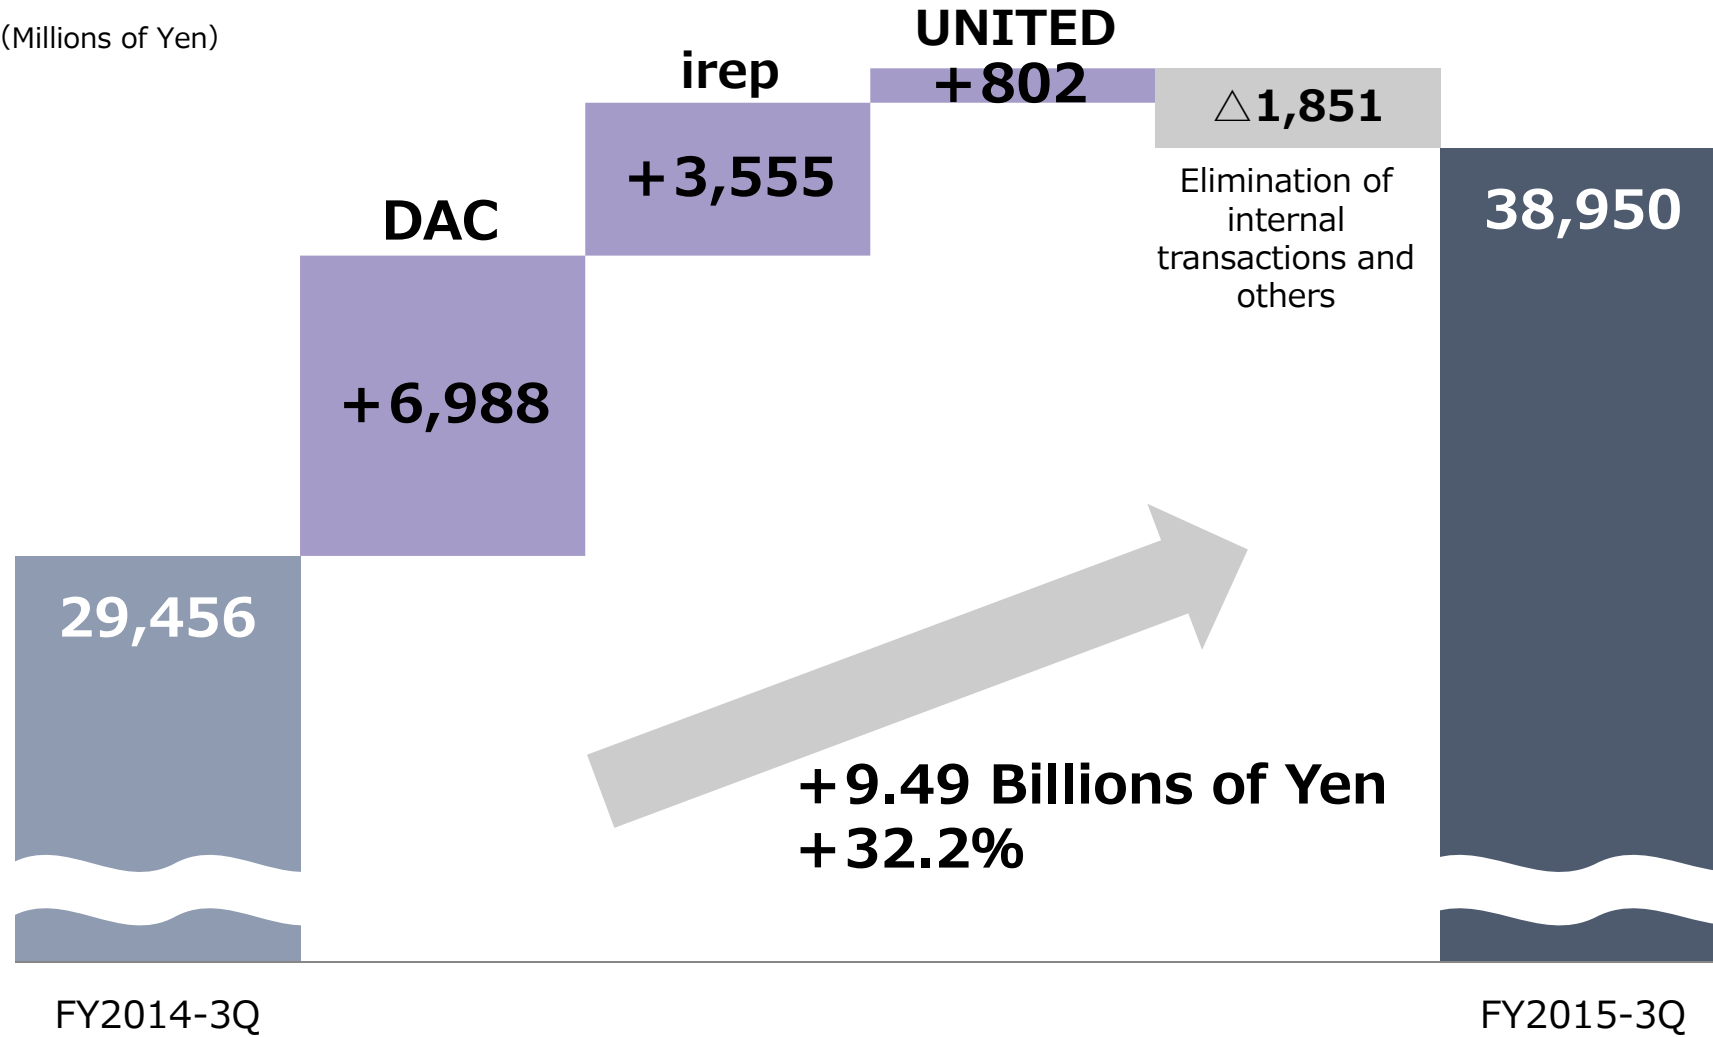 （Millions of Yen）
UNITED
+802
irep
+3,555
DAC
+6,988
△1,851
Elimination of
internal
transactions and
others
38,950
29,456
+9.49 Billions of Yen
+32.2%
FY2014-3Q
FY2015-3Q